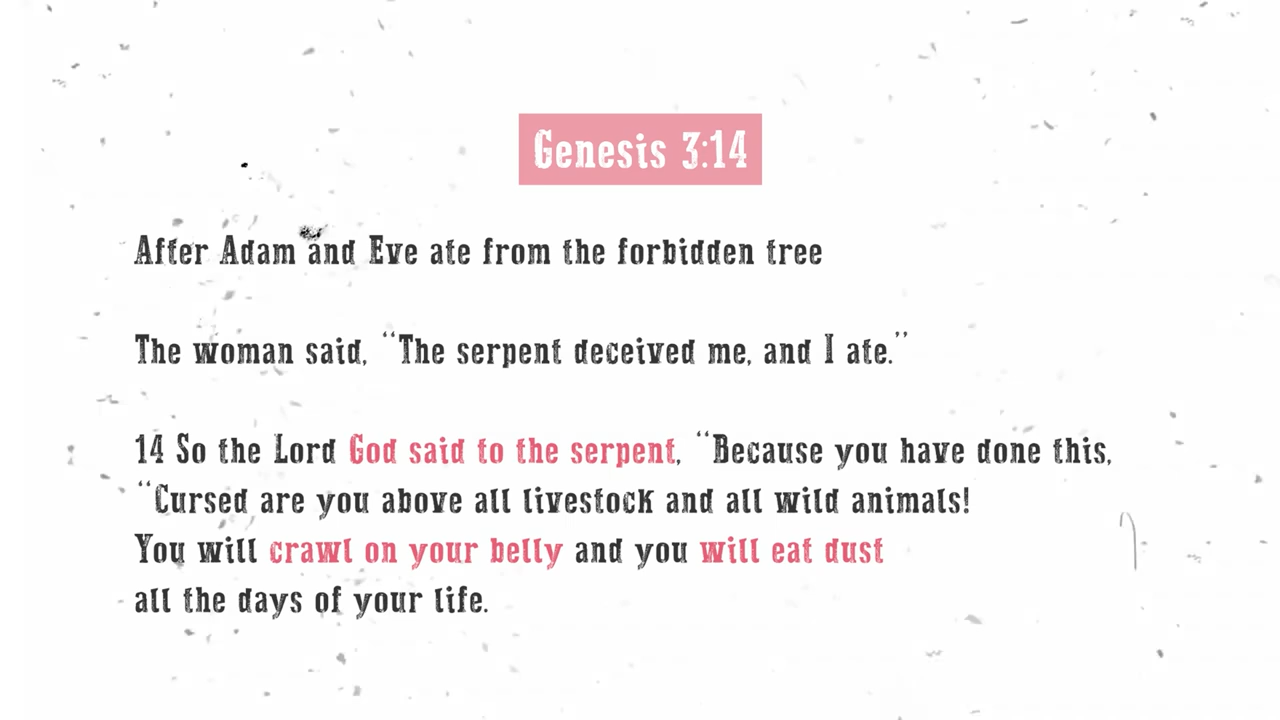 Genesis 3:14
After Adam and Eve ate from the forbidden tree
The woman said, “The serpent deceived me, and I ate.”
14 So the Lord God said to the serpent, “Because you have done this,
“Cursed are you above all livestock and all wild animals!
You will crawl on your belly and you will eat dust
all the days of your life.